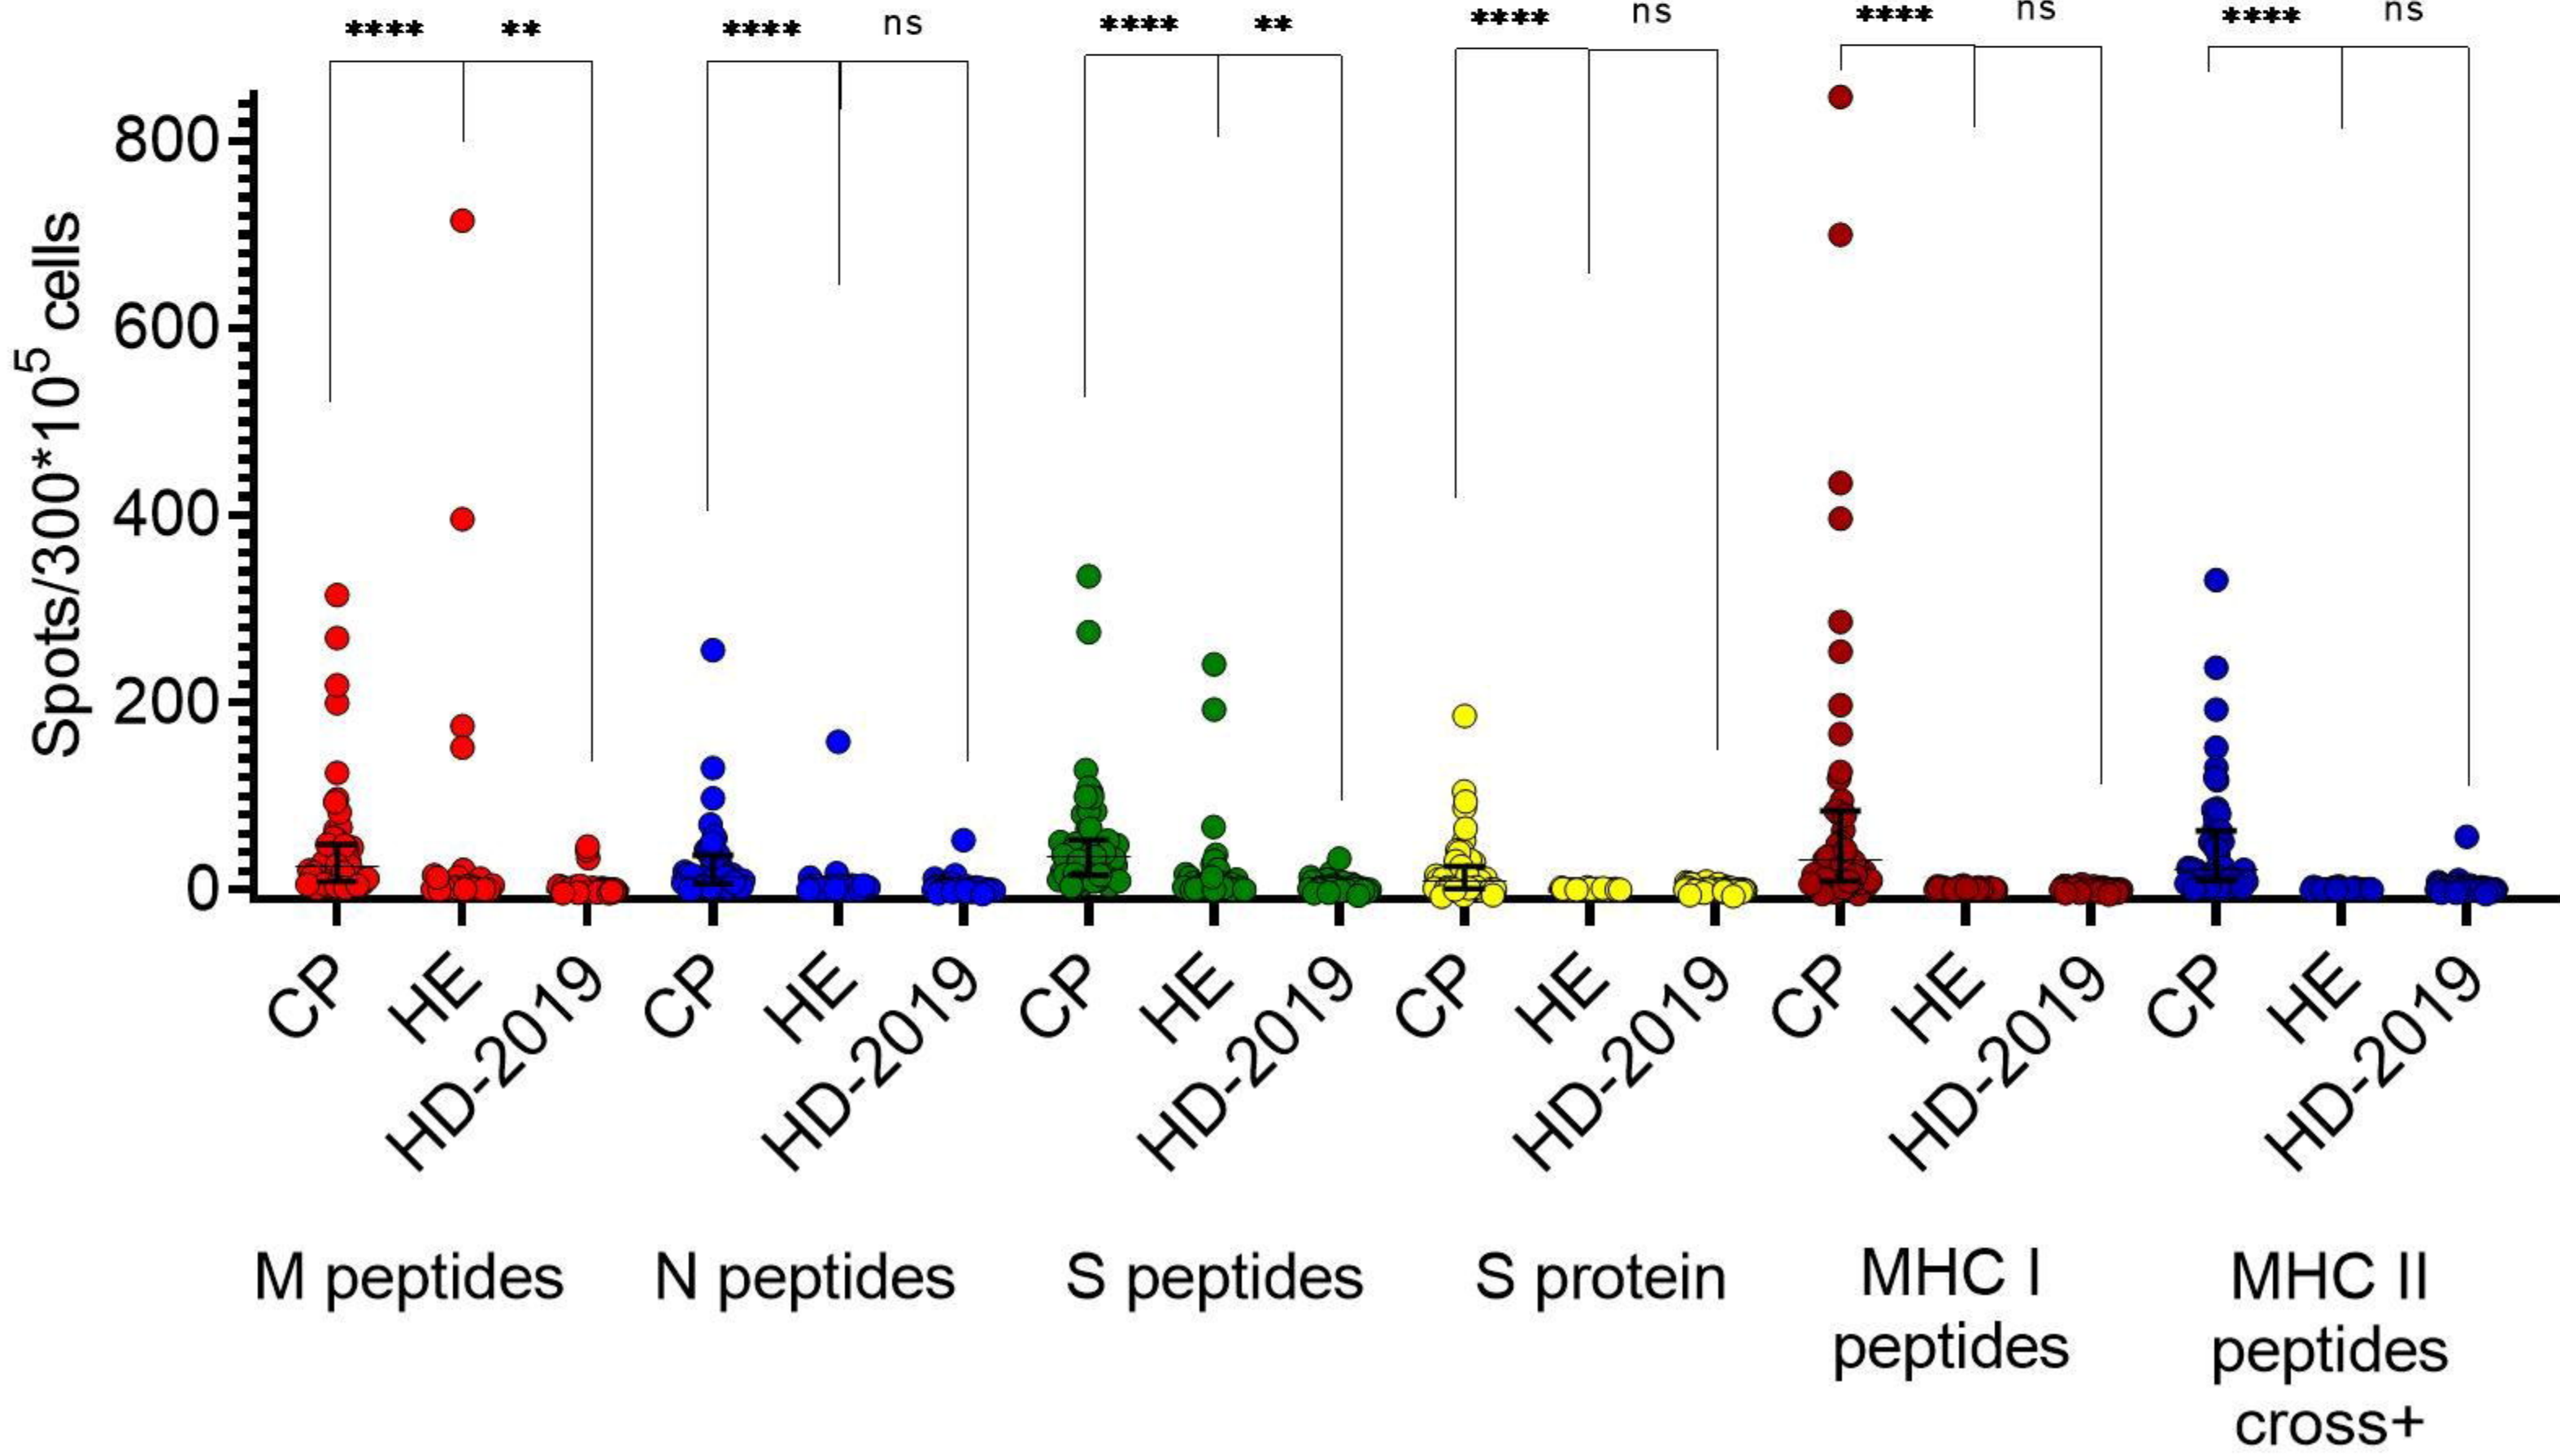 **** ** **** ns **** ** **** ns **** ns **** ns
Spots/300*10⁵ cells
800
600
400
200
0
CP HE HD-2019 CP HE HD-2019 CP HE HD-2019 CP HE HD-2019 CP HE HD-2019 CP HE HD-2019
M peptides N peptides S peptides S protein MHC I MHC II
peptides peptides
cross+